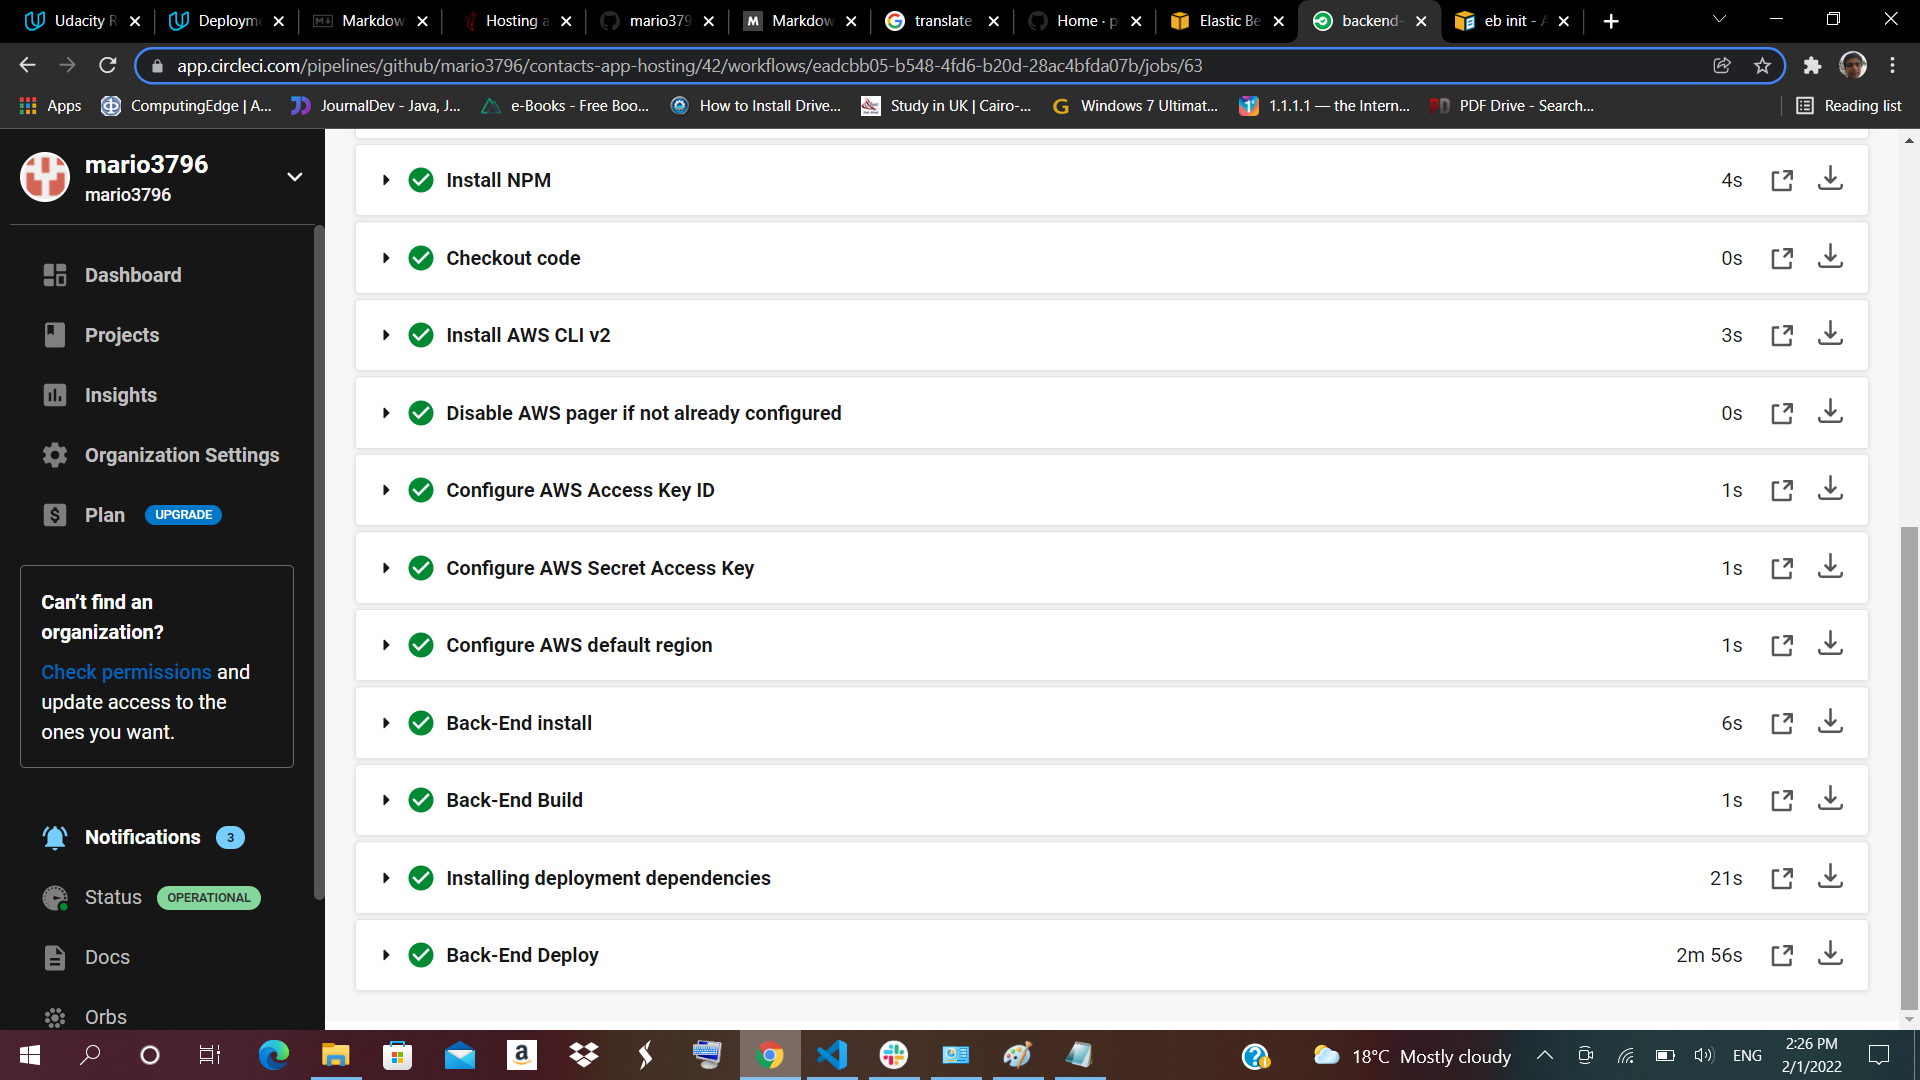 Udacity R
Deployme
Markdow
Hosting a
mario379
Markdow
translate
Home · p
Elastic Be
backend-
eb init - A
app.circleci.com/pipelines/github/mario3796/contacts-app-hosting/42/workflows/eadcbb05-b548-4fd6-b20d-28ac4bfda07b/jobs/63
Apps
ComputingEdge | A...
JournalDev - Java, J...
e-Books - Free Boo...
How to Install Drive...
Study in UK | Cairo-...
Windows 7 Ultimat...
1.1.1.1 — the Intern...
PDF Drive - Search...
Reading list
mario3796
mario3796
Dashboard
Projects
Insights
Organization Settings
Plan UPGRADE
Can't find an
organization?
Check permissions and
update access to the
ones you want.
Notifications 3
Status OPERATIONAL
Docs
Orbs
Install NPM 4s
Checkout code 0s
Install AWS CLI v2 3s
Disable AWS pager if not already configured 0s
Configure AWS Access Key ID 1s
Configure AWS Secret Access Key 1s
Configure AWS default region 1s
Back-End install 6s
Back-End Build 1s
Installing deployment dependencies 21s
Back-End Deploy 2m 56s
18°C Mostly cloudy
ENG
2:26 PM
2/1/2022